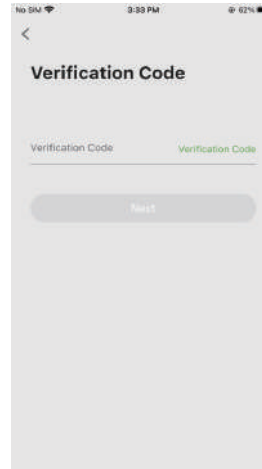 No SIM 3:33 PM 62%
Verification Code
Verification Code Verification Code
Next